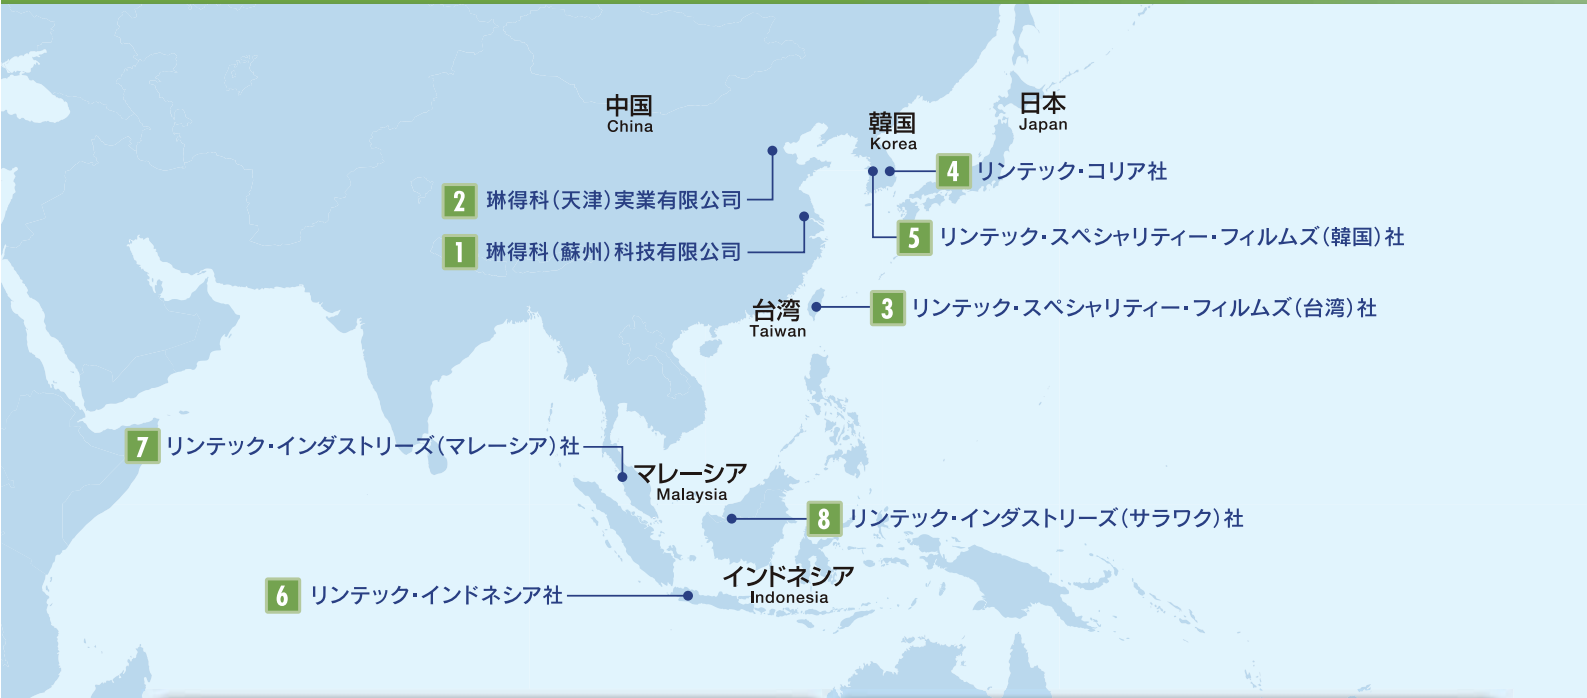 中国
China
韓国
Korea
日本
Japan
4 リンテック・コリア社
2 琳得科(天津)実業有限公司
5 リンテック・スペシャリティー・フィルムズ(韓国)社
1 琳得科(蘇州)科技有限公司
台湾
Taiwan
3 リンテック・スペシャリティー・フィルムズ(台湾)社
7 リンテック・インダストリーズ(マレーシア)社
マレーシア
Malaysia
8 リンテック・インダストリーズ(サラワク)社
インドネシア
Indonesia
6 リンテック・インドネシア社